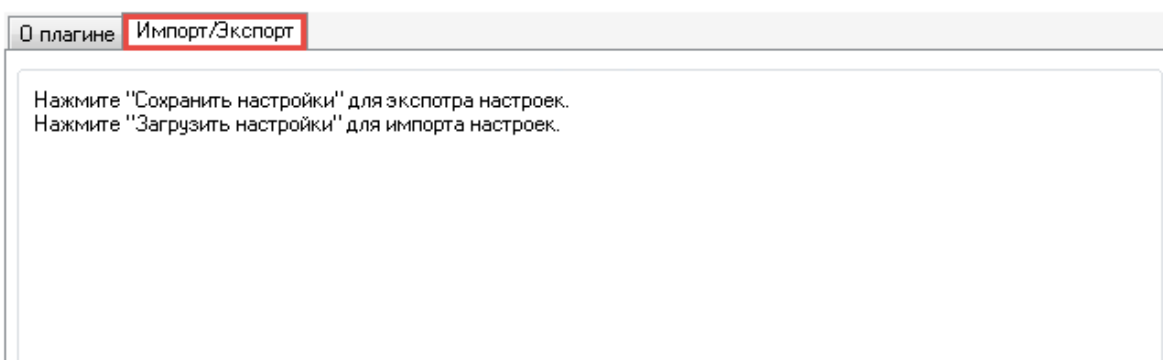 О плагине Импорт/Экспорт
Нажмите "Сохранить настройки" для экспотра настроек.
Нажмите "Загрузить настройки" для импорта настроек.